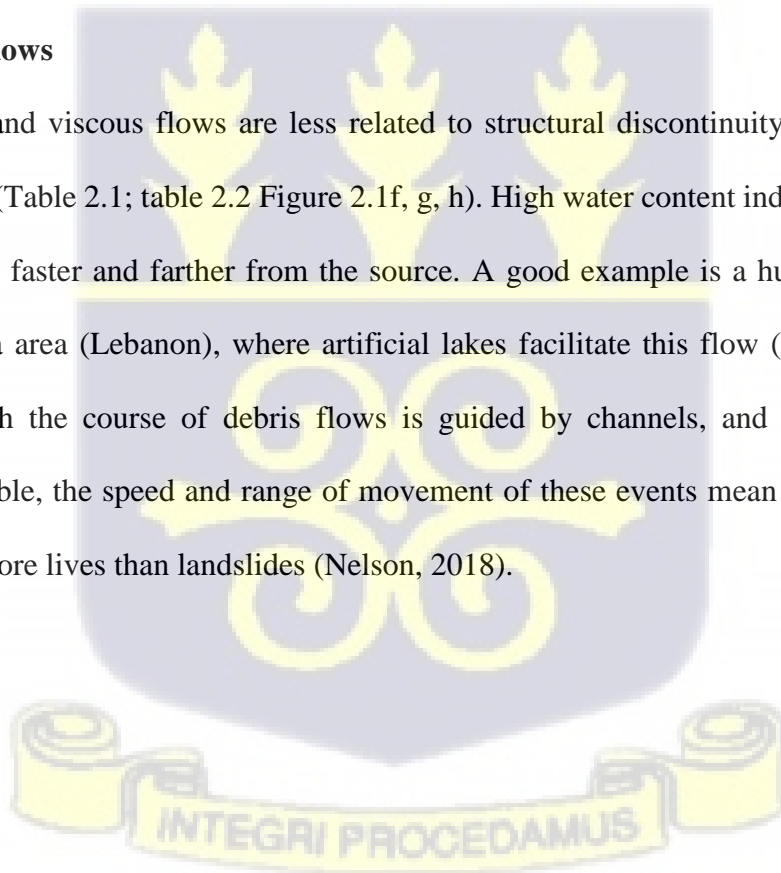 lows
and viscous flows are less related to structural discontinuity
(Table 2.1; table 2.2 Figure 2.1f, g, h). High water content ind
faster and farther from the source. A good example is a hu
a area (Lebanon), where artificial lakes facilitate this flow (
h the course of debris flows is guided by channels, and
ble, the speed and range of movement of these events mean
ore lives than landslides (Nelson, 2018).
INTEGRI PROCEDAMUS